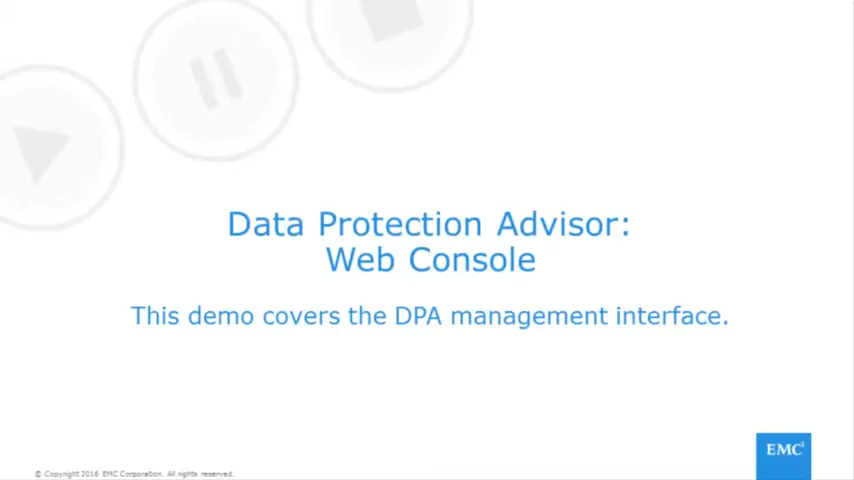 Data Protection Advisor:
Web Console
This demo covers the DPA management interface.
© Copyright 2016 EMC Corporation. All rights reserved.
EMC²